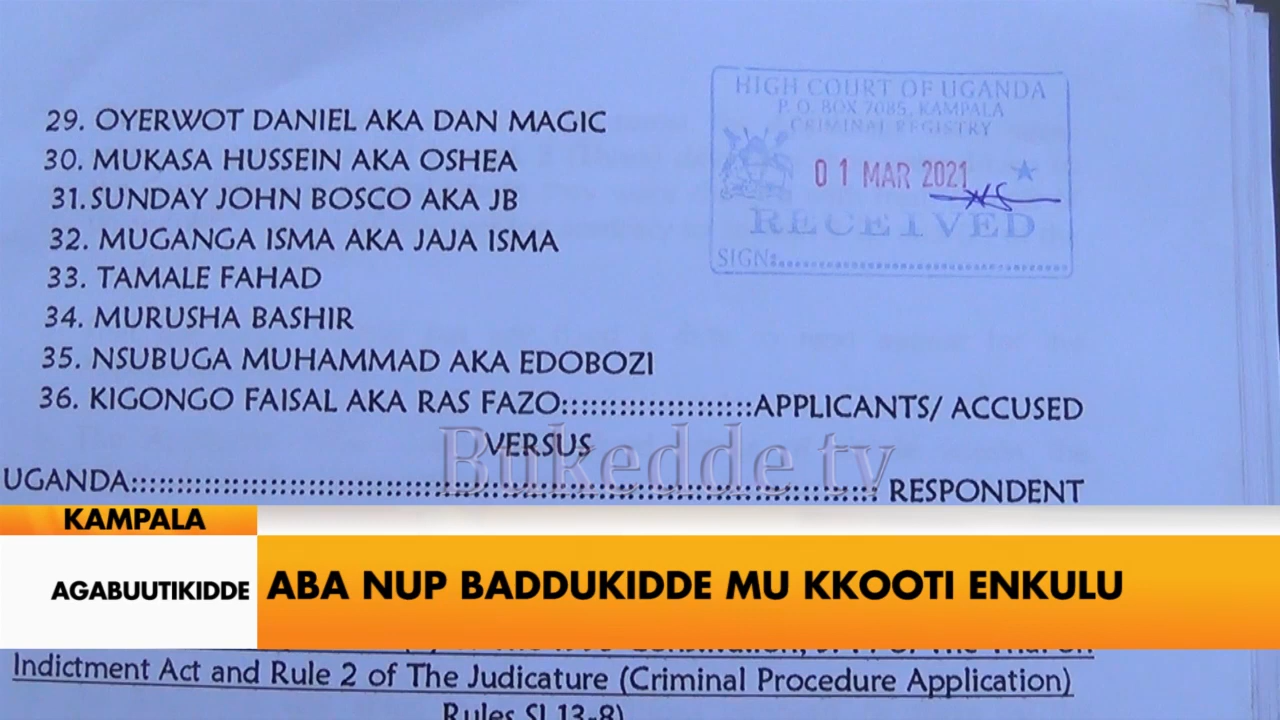 HIGH COURT OF UGANDA
P. O. BOX 7085, KAMPALA
CRIMINAL REGISTRY
01 MAR 2021
RECEIVED
SIGN:
29. OYERWOT DANIEL AKA DAN MAGIC
30. MUKASA HUSSEIN AKA OSHEA
31. SUNDAY JOHN BOSCO AKA JB
32. MUGANGA ISMA AKA JAJA ISMA
33. TAMALE FAHAD
34. MURUSHA BASHIR
35. NSUBUGA MUHAMMAD AKA EDOBOZI
36. KIGONGO FAISAL AKA RAS FAZO::::::::::::::::::::APPLICANTS/ ACCUSED
VERSUS
Bukedde tv
UGANDA:::::::::::::::::::::::::::::::::::::::::::::::::::::::::::::::::::::: RESPONDENT
KAMPALA
AGABUUTIKIDDE
ABA NUP BADDUKIDDE MU KKOOTI ENKULU
Indictment Act and Rule 2 of The Judicature (Criminal Procedure Application)
Rules SI 13-8)